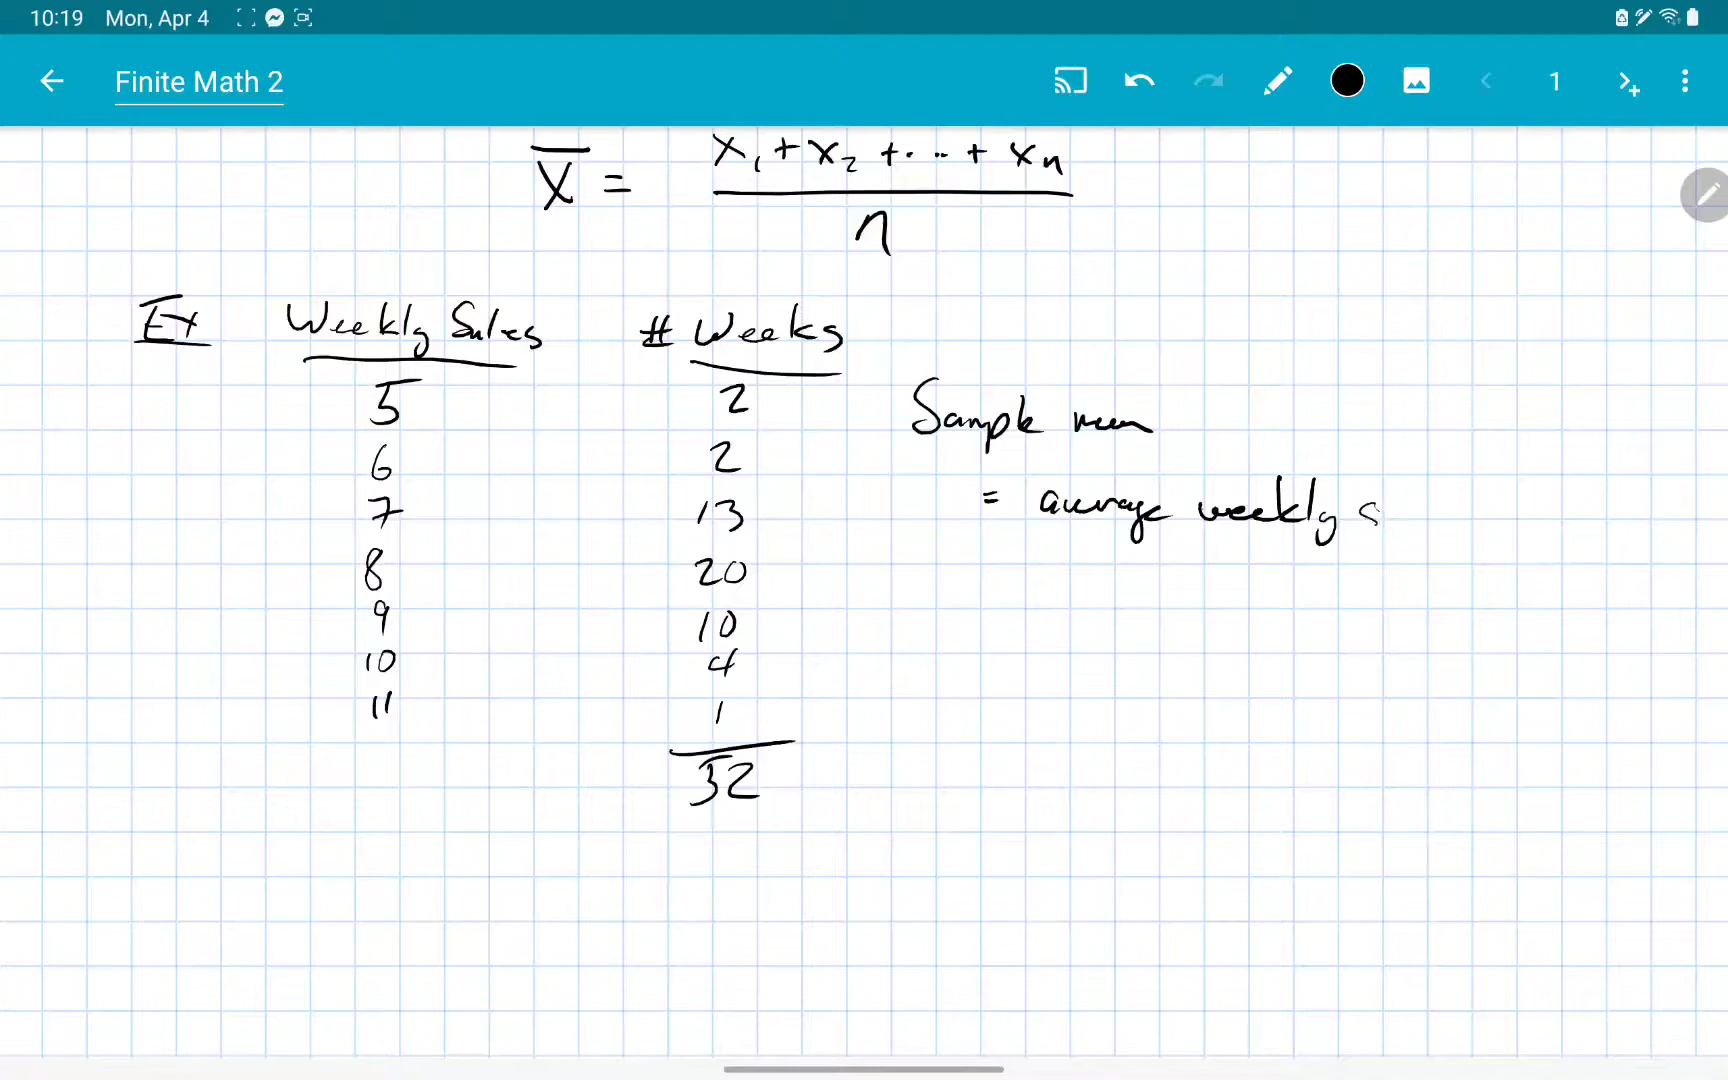 10:19 Mon, Apr 4
Finite Math 2
1
X̄ = x₁ + x₂ + ... + xₙ
n
Ex Weekly Sales # Weeks
5 2
6 2
7 13
8 20
9 10
10 4
11 1
52
Sample mean
= average weekly s